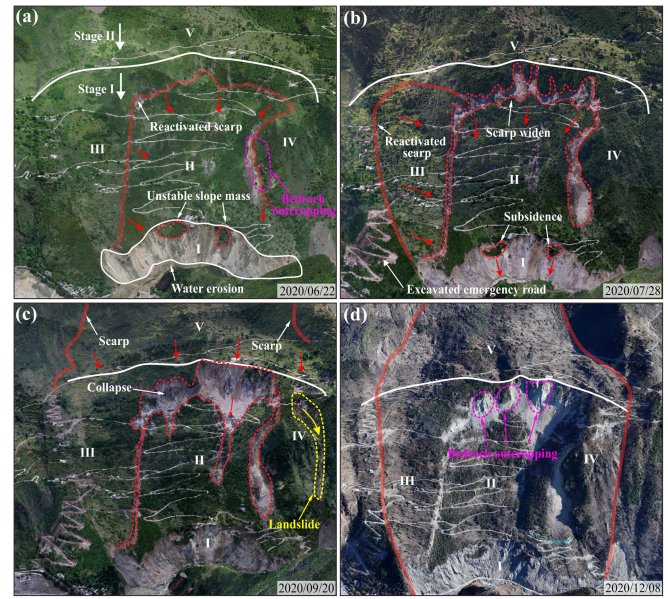 (a)
Stage II
V
Stage I
Reactivated scarp
IV
III
II
Bedrock
outcropping
Unstable slope mass
I
Water erosion
2020/06/22
(b)
V
Reactivated
scarp
Scarp widen
IV
III
II
Subsidence
I
Excavated emergency road
2020/07/28
(c)
V
Scarp
Scarp
Collapse
IV
III
II
Landslide
I
2020/09/20
(d)
V
IV
Bedrock outcropping
III
II
I
2020/12/08